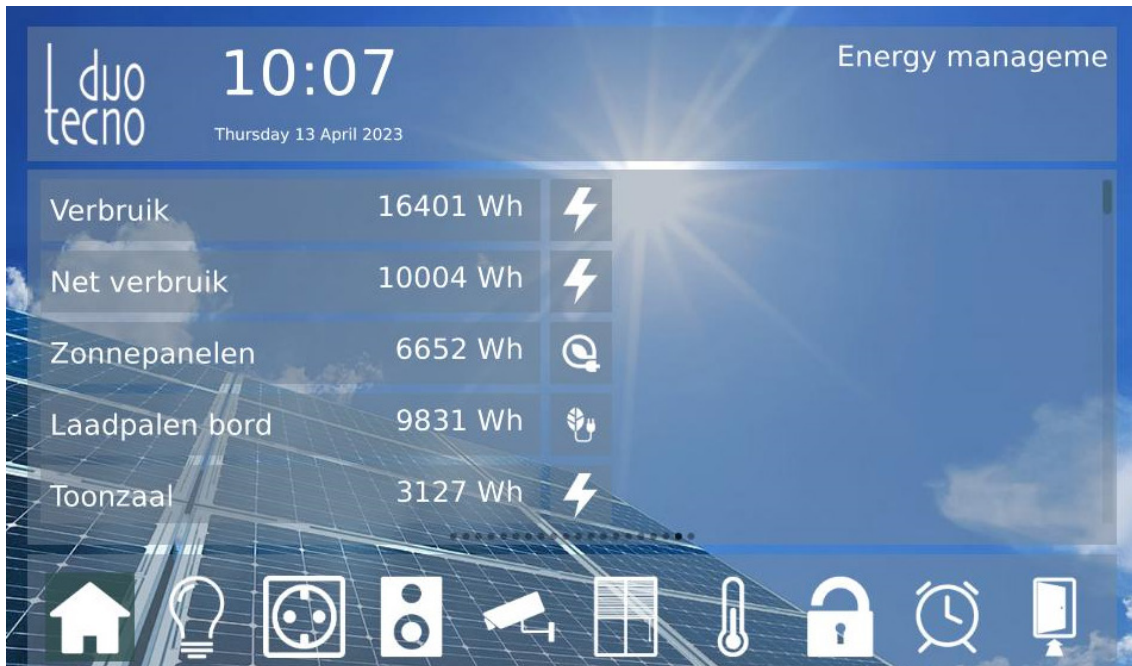 duo
tecno
10:07
Thursday 13 April 2023
Energy manageme
Verbruik 16401 Wh
Net verbruik 10004 Wh
Zonnepanelen 6652 Wh
Laadpalen bord 9831 Wh
Toonzaal 3127 Wh